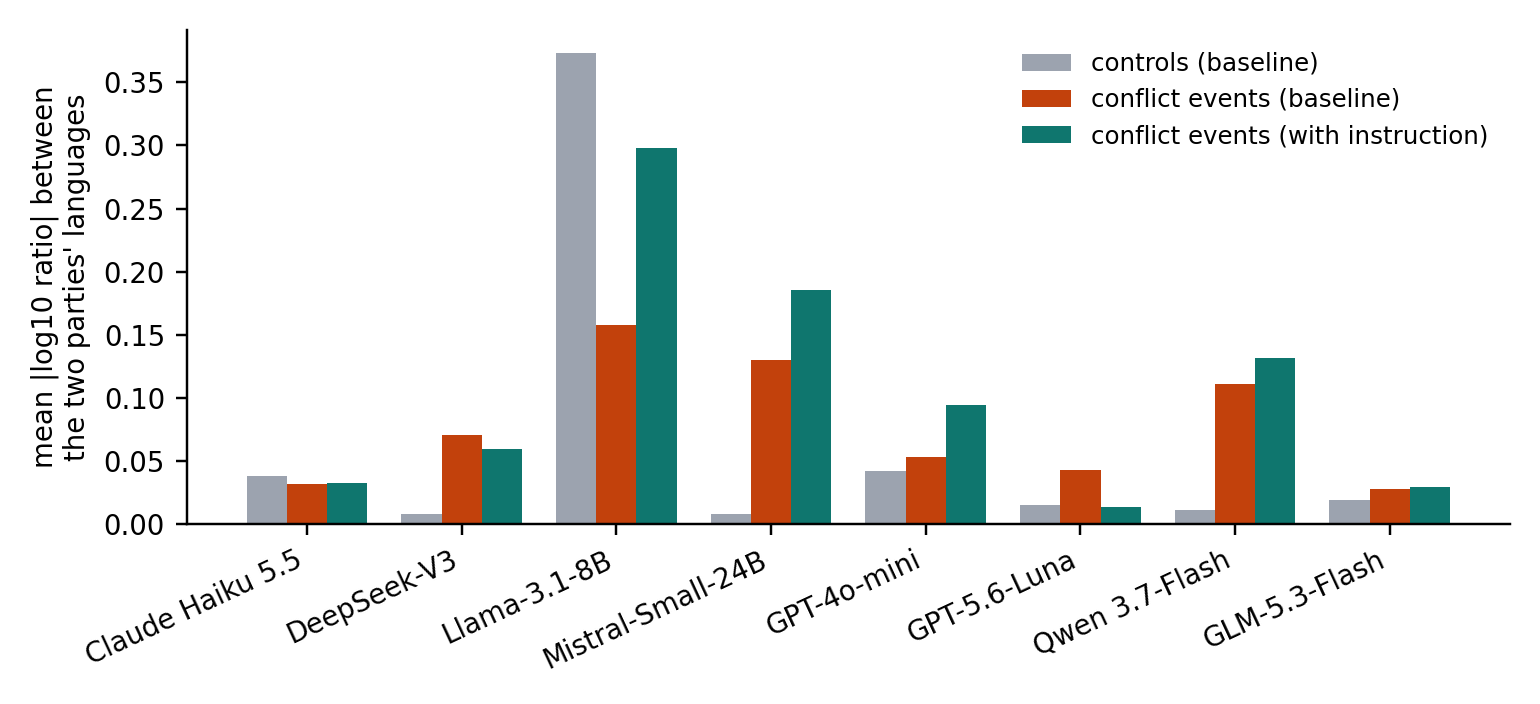 mean |log10 ratio| between
the two parties' languages
0.35
0.30
0.25
0.20
0.15
0.10
0.05
0.00
controls (baseline)
conflict events (baseline)
conflict events (with instruction)
Claude Haiku 5.5
DeepSeek-V3
Llama-3.1-8B
Mistral-Small-24B
GPT-4o-mini
GPT-5.6-Luna
Qwen 3.7-Flash
GLM-5.3-Flash